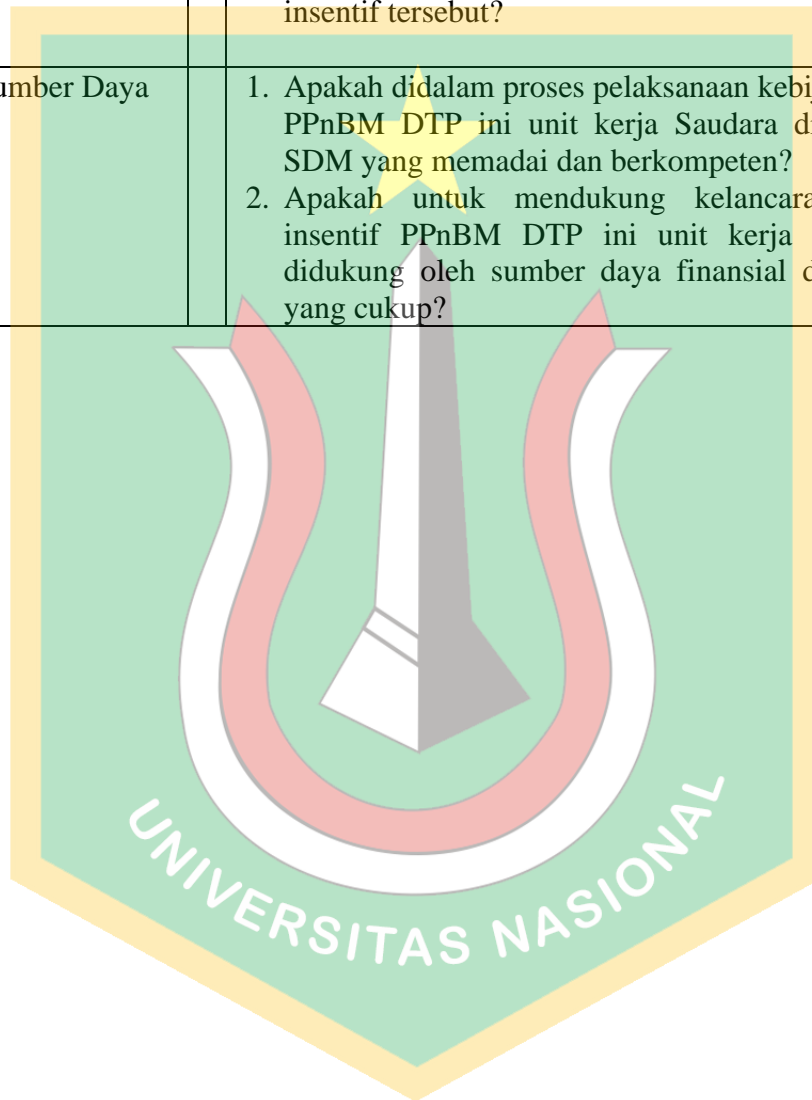 insentif tersebut?
umber Daya
1. Apakah didalam proses pelaksanaan kebi
PPnBM DTP ini unit kerja Saudara d
SDM yang memadai dan berkompeten?
2. Apakah untuk mendukung kelancara
insentif PPnBM DTP ini unit kerja
didukung oleh sumber daya finansial d
yang cukup?
UNIVERSITAS NASIONAL